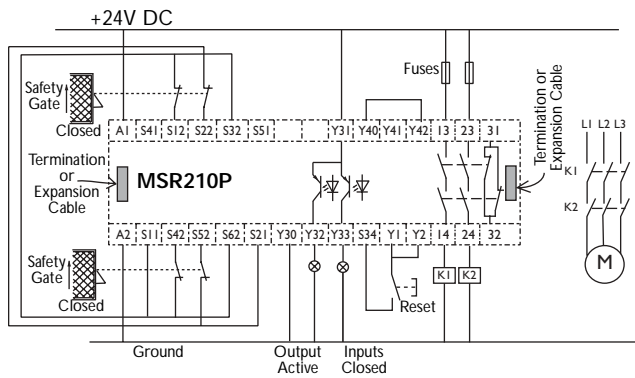 +24V DC
Fuses
Safety
Gate
Closed
A1 S41 S12 S22 S32 S51 Y31 Y40 Y41 Y42 13 23 31
Termination or
Expansion Cable
L1 L2 L3
K1
K2
M
Termination
or
Expansion
Cable
MSR210P
A2 S11 S42 S52 S62 S21 Y30 Y32 Y33 S34 Y1 Y2 14 24 32
Safety
Gate
Closed
K1 K2
Reset
Ground
Output
Active
Inputs
Closed